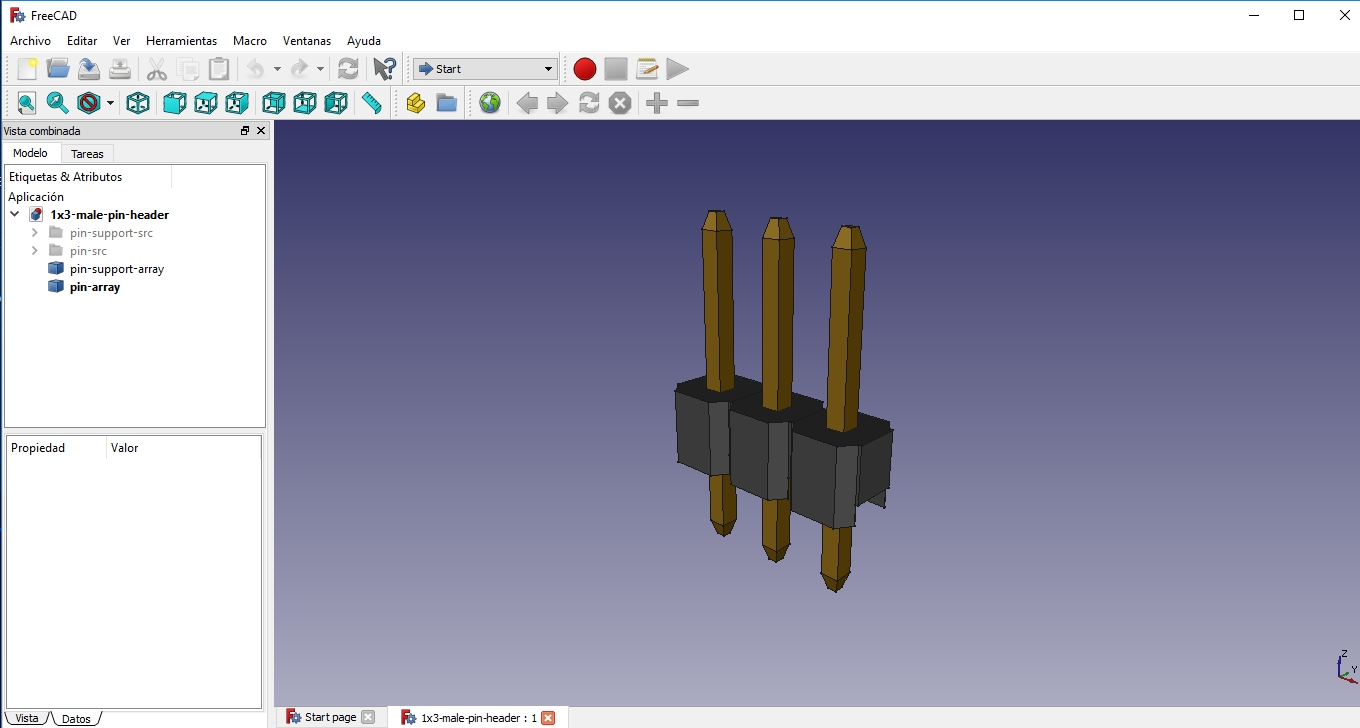 FreeCAD
Archivo Editar Ver Herramientas Macro Ventanas Ayuda
Start
Vista combinada
Modelo Tareas
Etiquetas & Atributos
Aplicación
1x3-male-pin-header
pin-support-src
pin-src
pin-support-array
pin-array
Propiedad Valor
Z
Y
Vista Datos
Start page 1x3-male-pin-header : 1